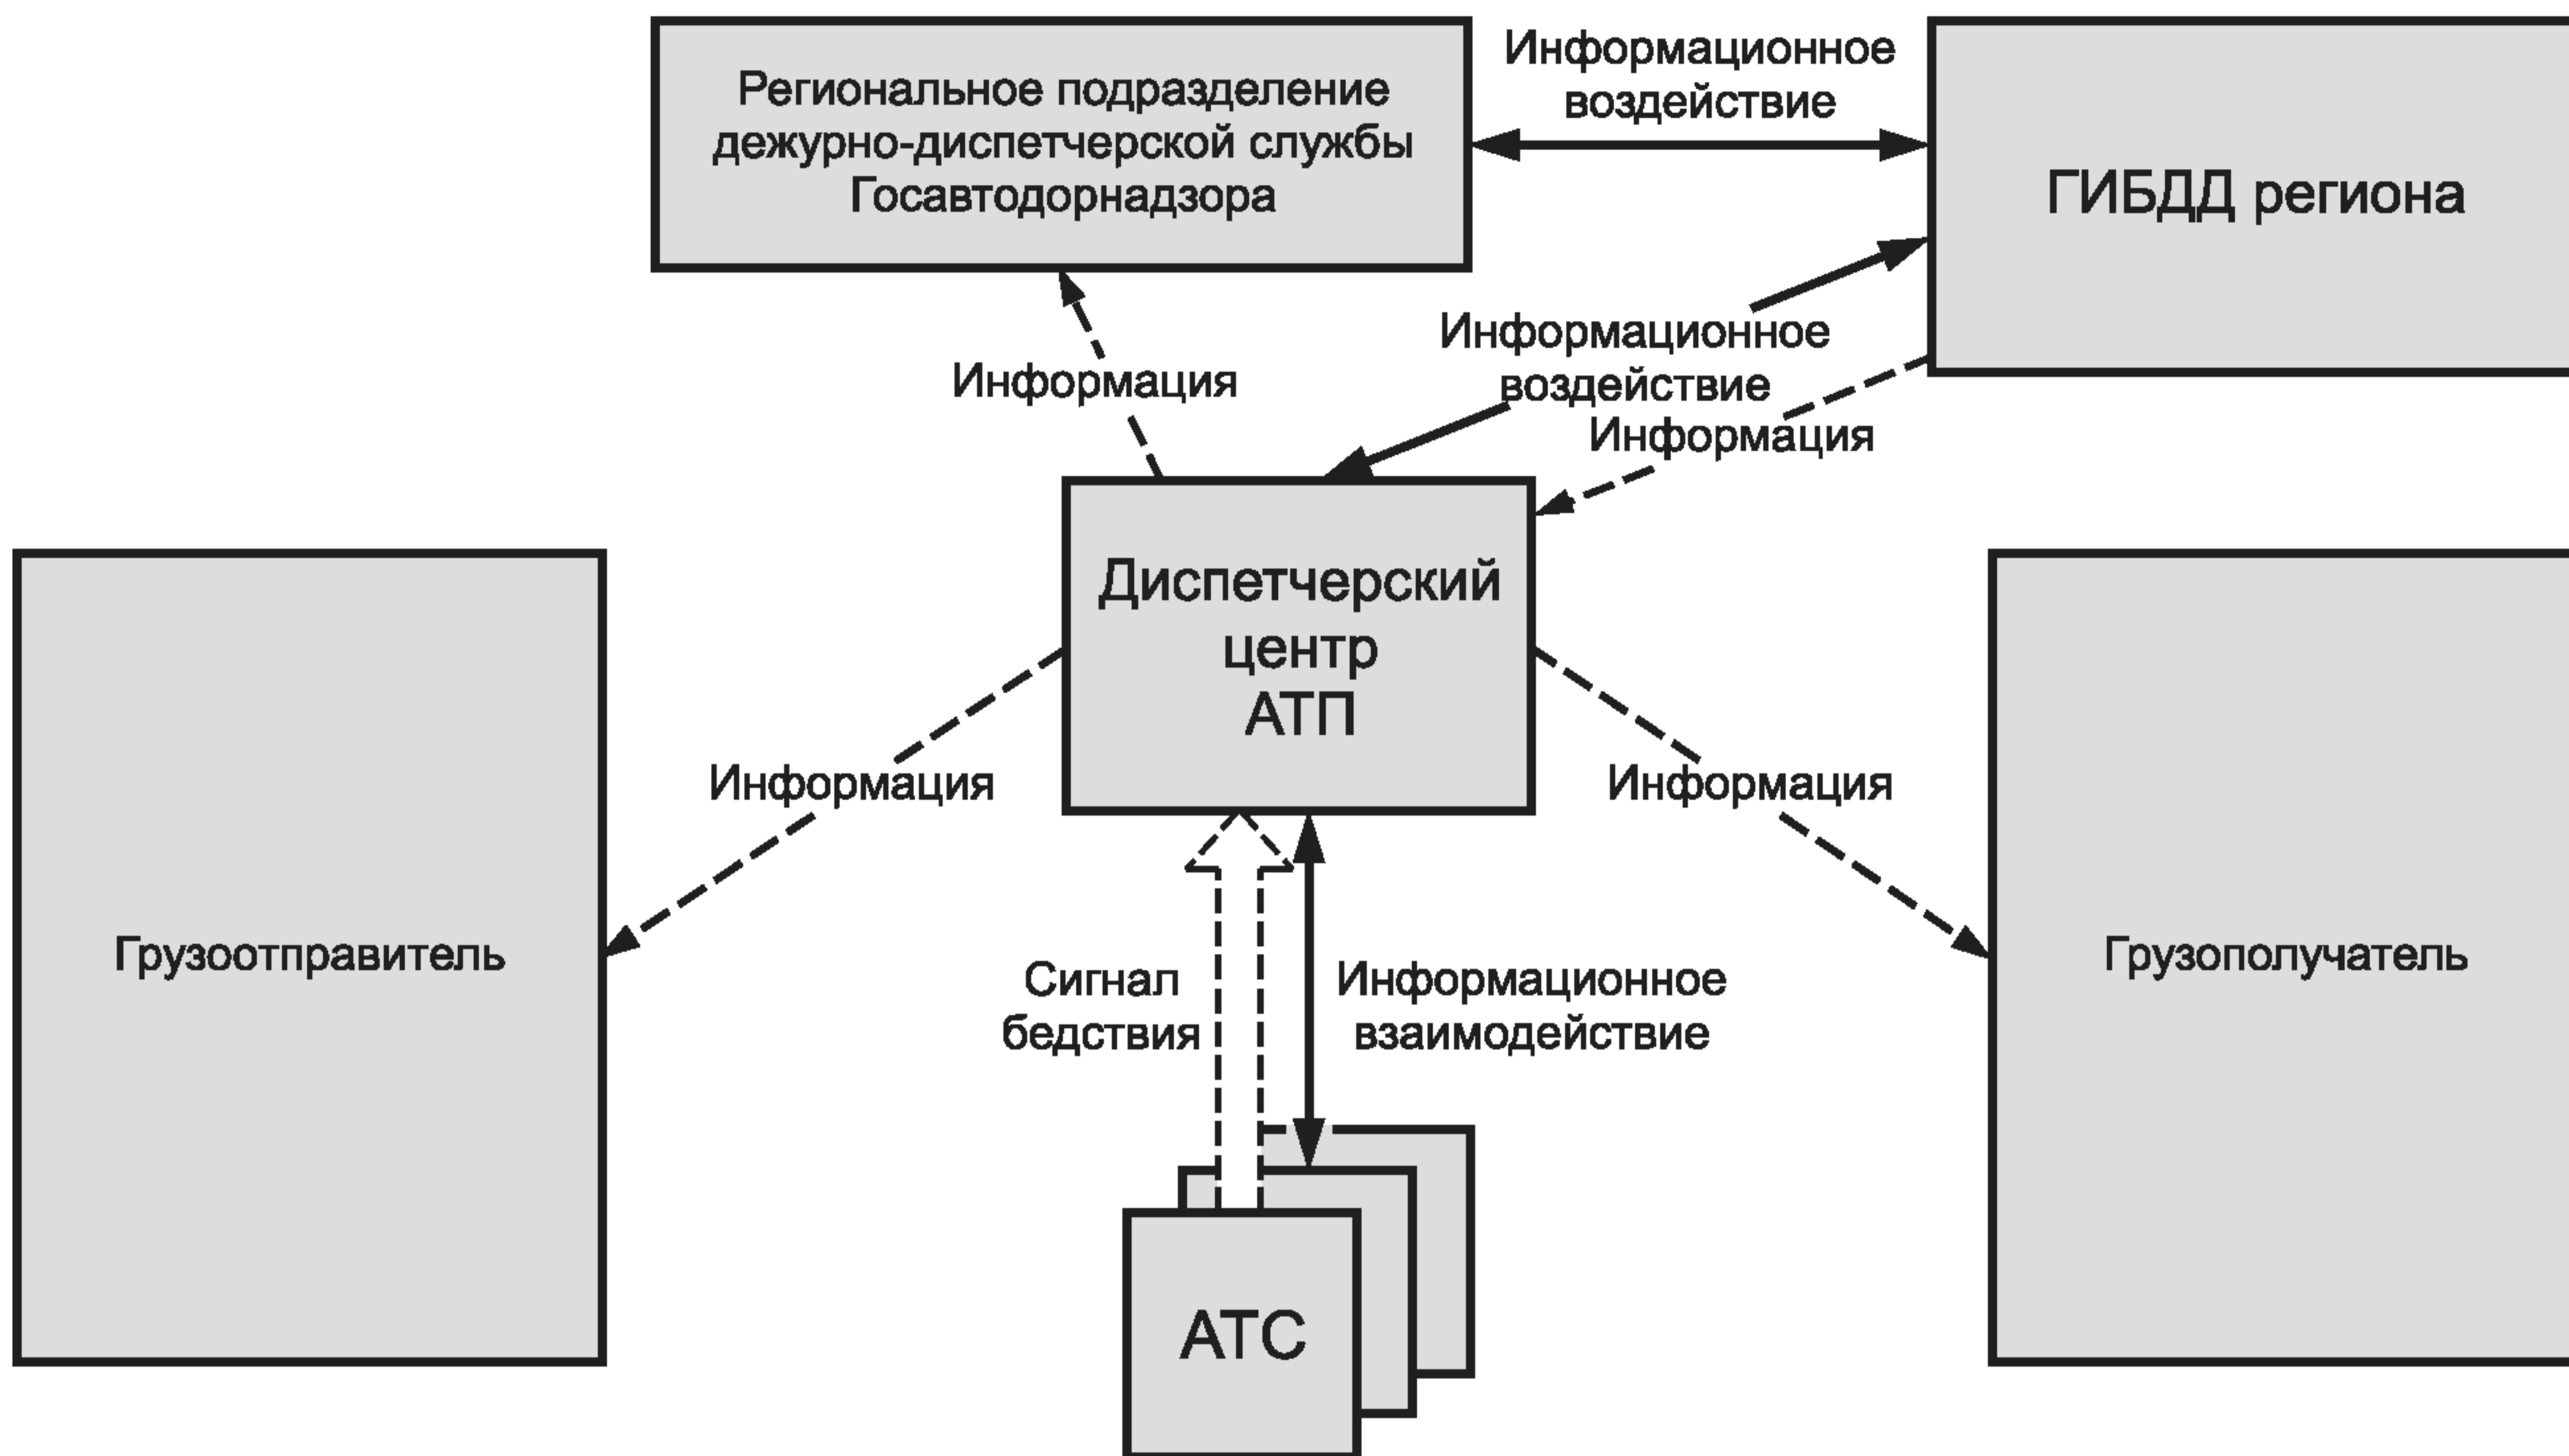 Региональное подразделение
дежурно-диспетчерской службы
Госавтодорнадзора
Информационное
воздействие
ГИБДД региона
Информация
Информационное
воздействие
Информация
Диспетчерский
центр
АТП
Информация
Информация
Грузоотправитель
Грузополучатель
Сигнал
бедствия
Информационное
взаимодействие
АТС